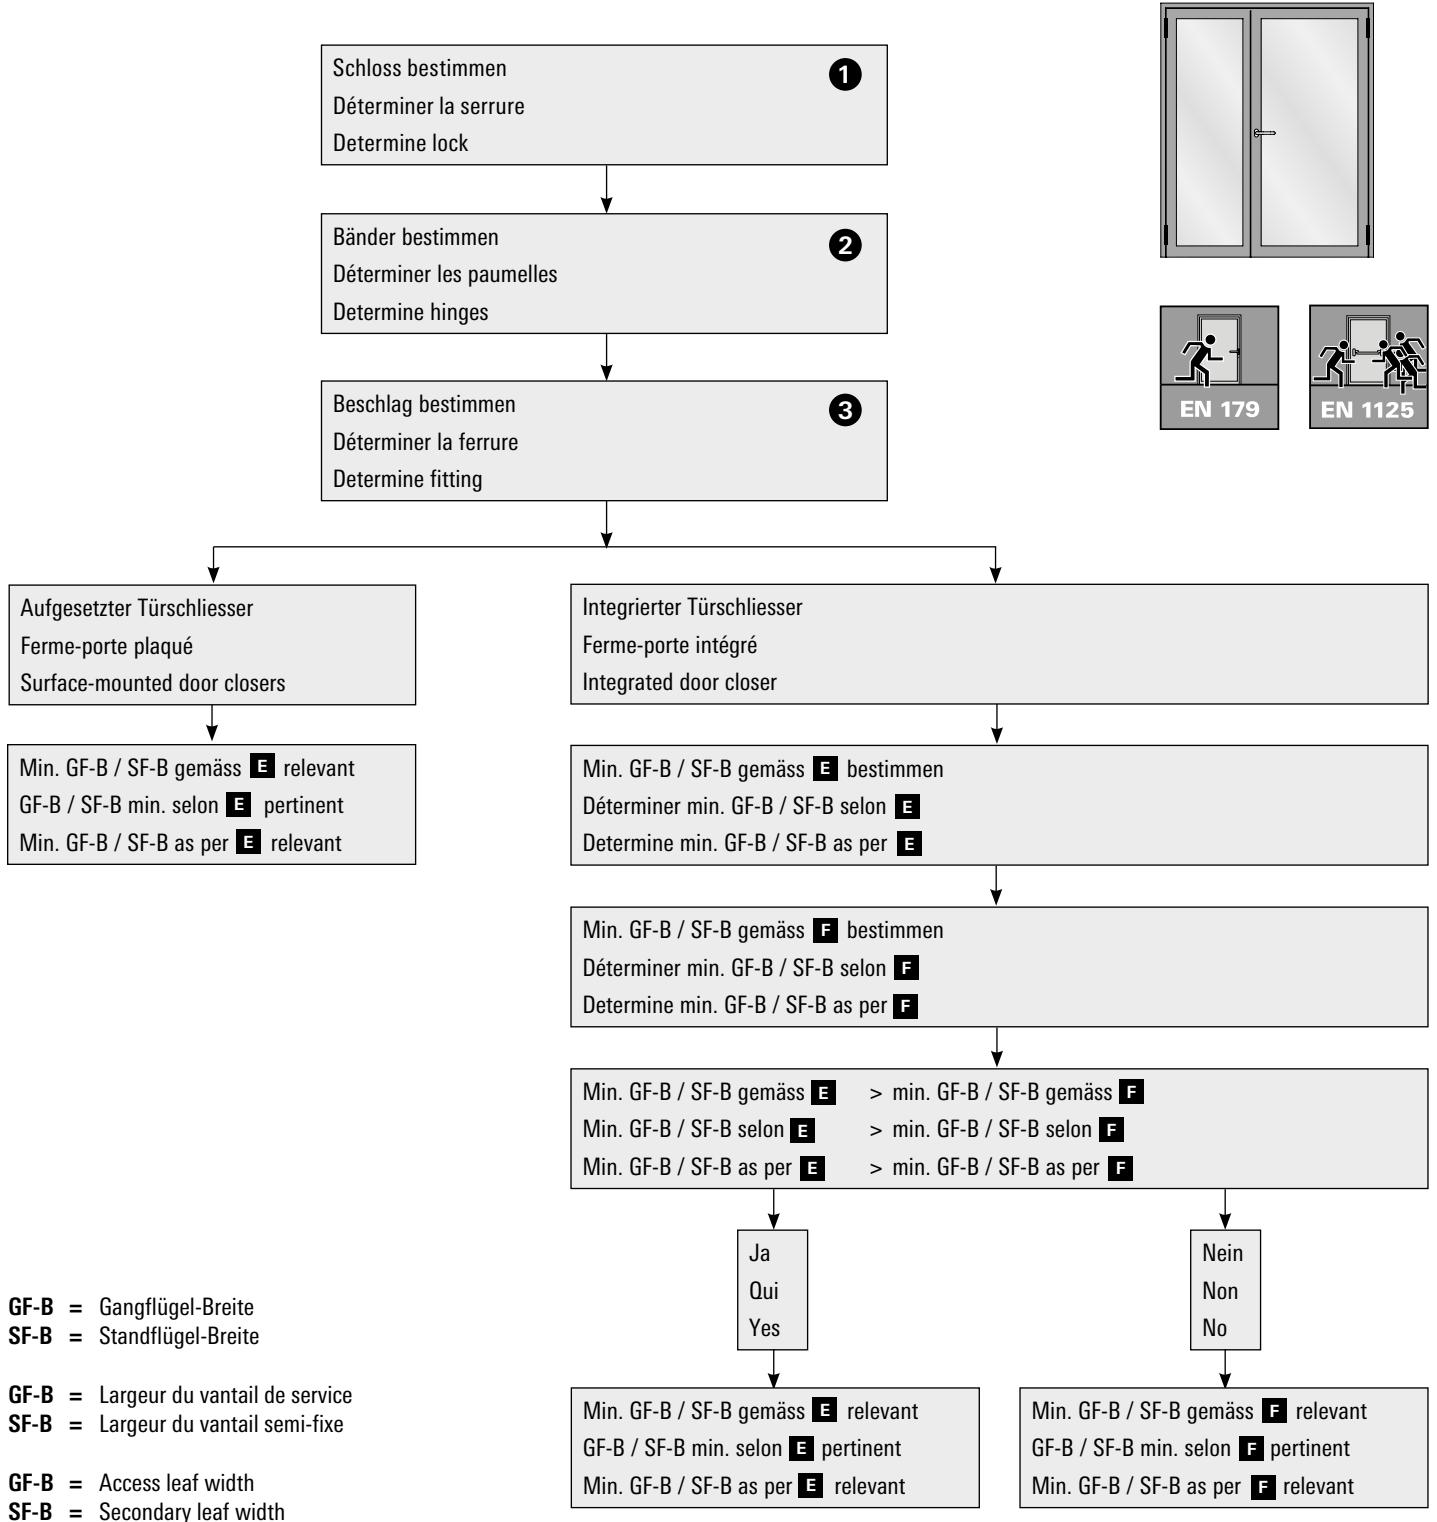 Schloss bestimmen
1
Déterminer la serrure
Determine lock
Bänder bestimmen
2
Déterminer les paumelles
Determine hinges
Beschlag bestimmen
3
Déterminer la ferrure
Determine fitting
EN 179
EN 1125
Aufgesetzter Türschliesser
Ferme-porte plaqué
Surface-mounted door closers
Min. GF-B / SF-B gemäss E relevant
GF-B / SF-B min. selon E pertinent
Min. GF-B / SF-B as per E relevant
Integrierter Türschliesser
Ferme-porte intégré
Integrated door closer
Min. GF-B / SF-B gemäss E bestimmen
Déterminer min. GF-B / SF-B selon E
Determine min. GF-B / SF-B as per E
Min. GF-B / SF-B gemäss F bestimmen
Déterminer min. GF-B / SF-B selon F
Determine min. GF-B / SF-B as per F
Min. GF-B / SF-B gemäss E > min. GF-B / SF-B gemäss F
Min. GF-B / SF-B selon E > min. GF-B / SF-B selon F
Min. GF-B / SF-B as per E > min. GF-B / SF-B as per F
Ja
Qui
Yes
Nein
Non
No
Min. GF-B / SF-B gemäss E relevant
GF-B / SF-B min. selon E pertinent
Min. GF-B / SF-B as per E relevant
Min. GF-B / SF-B gemäss F relevant
GF-B / SF-B min. selon F pertinent
Min. GF-B / SF-B as per F relevant
GF-B = Gangflügel-Breite
SF-B = Standflügel-Breite
GF-B = Largeur du vantail de service
SF-B = Largeur du vantail semi-fixe
GF-B = Access leaf width
SF-B = Secondary leaf width